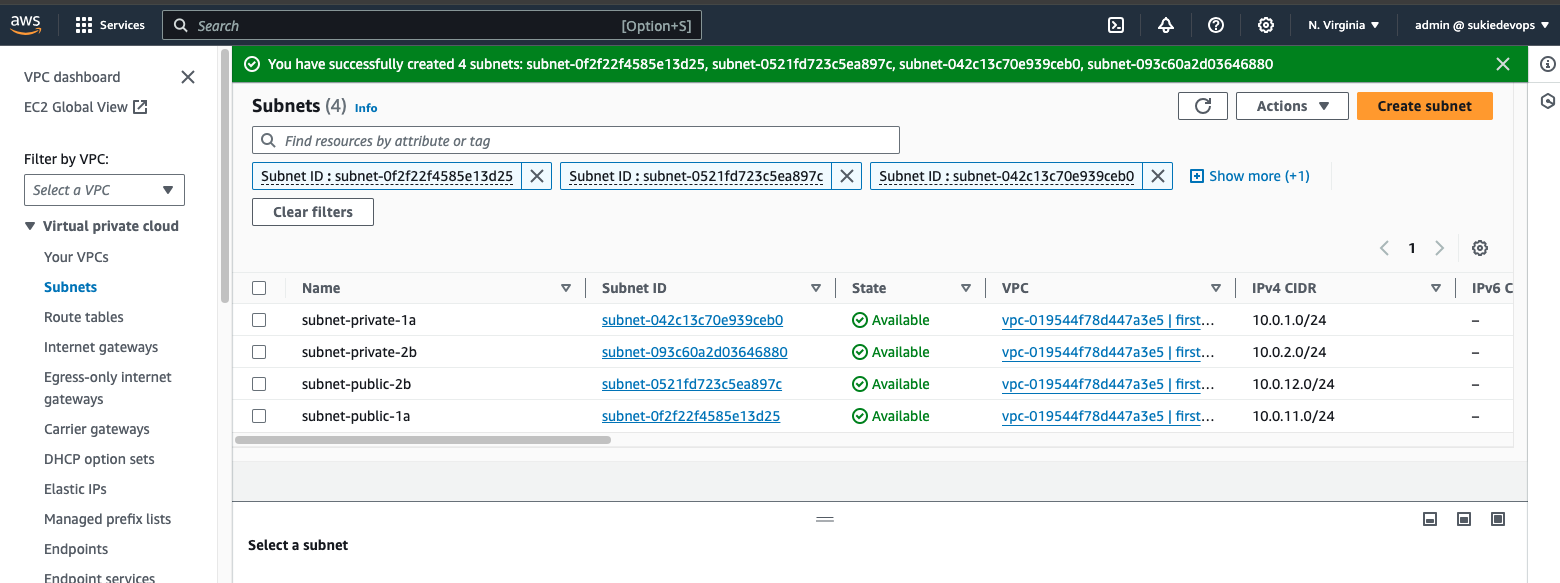 aws Services Search [Option+S] N. Virginia admin @ sukiedevops
VPC dashboard
EC2 Global View
Filter by VPC:
Select a VPC
Virtual private cloud
Your VPCs
Subnets
Route tables
Internet gateways
Egress-only internet
gateways
Carrier gateways
DHCP option sets
Elastic IPs
Managed prefix lists
Endpoints
Endpoint services
You have successfully created 4 subnets: subnet-0f2f22f4585e13d25, subnet-0521fd723c5ea897c, subnet-042c13c70e939ceb0, subnet-093c60a2d03646880
Subnets (4) Info Actions Create subnet
Find resources by attribute or tag
Subnet ID : subnet-0f2f22f4585e13d25 Subnet ID : subnet-0521fd723c5ea897c Subnet ID : subnet-042c13c70e939ceb0 Show more (+1)
Clear filters
1
Name Subnet ID State VPC IPv4 CIDR IPv6 C
subnet-private-1a subnet-042c13c70e939ceb0 Available vpc-019544f78d447a3e5 | first… 10.0.1.0/24 –
subnet-private-2b subnet-093c60a2d03646880 Available vpc-019544f78d447a3e5 | first… 10.0.2.0/24 –
subnet-public-2b subnet-0521fd723c5ea897c Available vpc-019544f78d447a3e5 | first… 10.0.12.0/24 –
subnet-public-1a subnet-0f2f22f4585e13d25 Available vpc-019544f78d447a3e5 | first… 10.0.11.0/24 –
Select a subnet